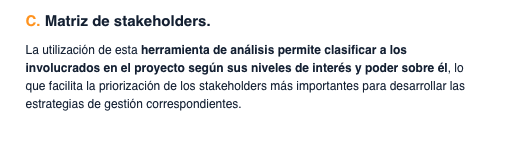 C. Matriz de stakeholders.
La utilización de esta herramienta de análisis permite clasificar a los
involucrados en el proyecto según sus niveles de interés y poder sobre él, lo
que facilita la priorización de los stakeholders más importantes para desarrollar las
estrategias de gestión correspondientes.